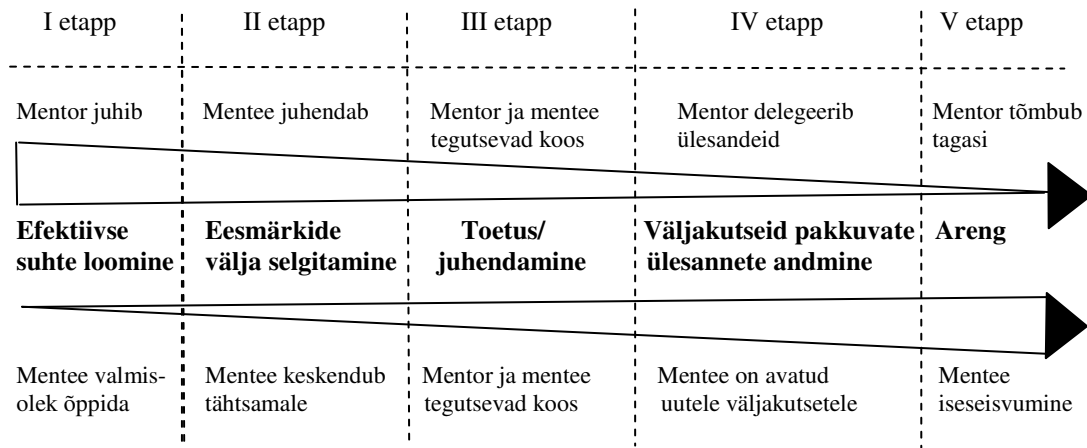 I etapp II etapp III etapp IV etapp V etapp
Mentor juhib Mentee juhendab Mentor ja mentee Mentor delegeerib Mentor tõmbub
tegutsevad koos ülesandeid tagasi
Efektiivse Eesmärkide Toetus/ Väljakutseid pakkuvate Areng
suhte loomine välja selgitamine juhendamine ülesannete andmine
Mentee valmis- Mentee keskendub Mentor ja mentee Mentee on avatud Mentee
olek õppida tähtsamale tegutsevad koos uutele väljakutsetele iseseisvumine